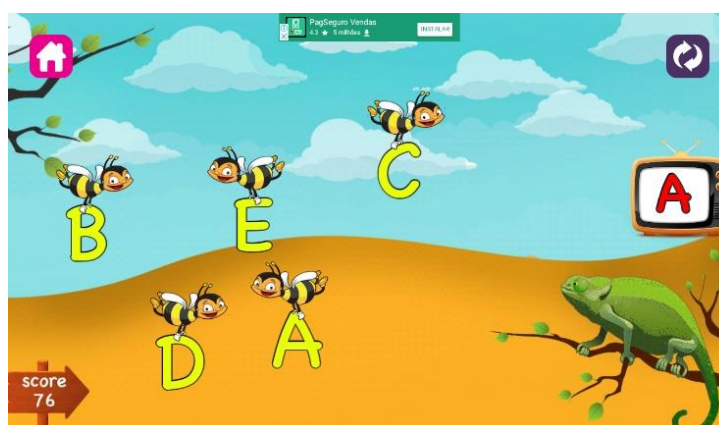 PagSeguro Vendas
4.3 ★ 5 milhões
INSTALAR
C
B
E
A
D
A
score
76